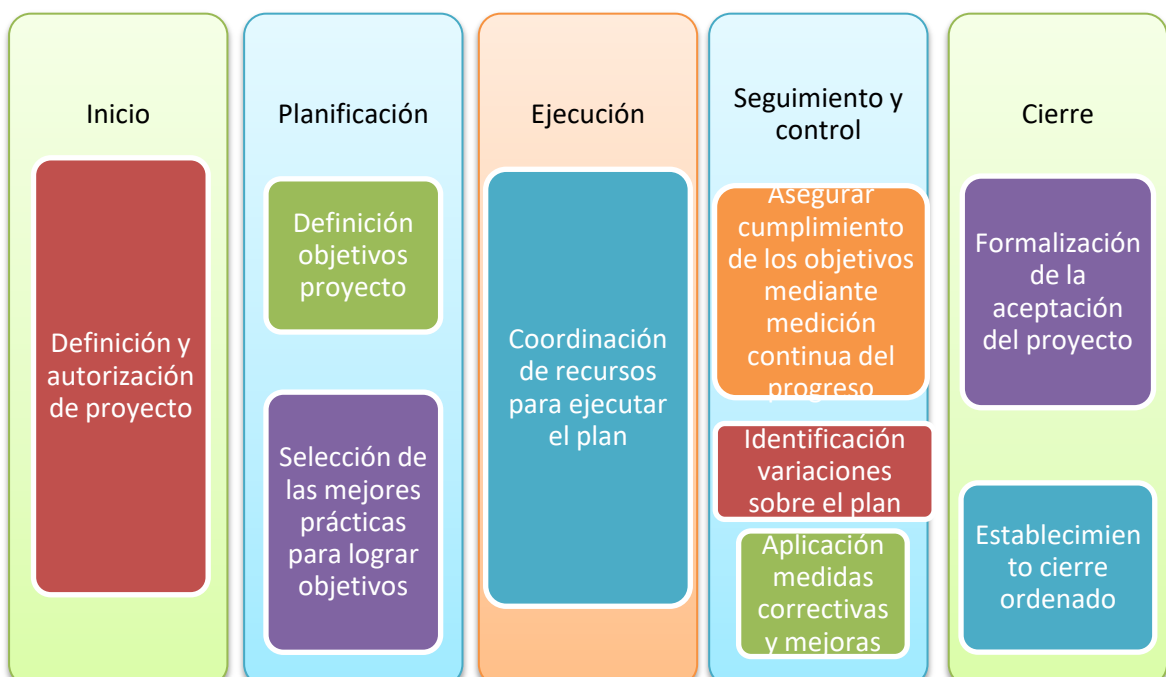 Inicio
Definición y
autorización
de proyecto
Planificación
Definición
objetivos
proyecto
Selección de
las mejores
prácticas
para lograr
objetivos
Ejecución
Coordinación
de recursos
para ejecutar
el plan
Seguimiento y
control
Asegurar
cumplimiento
de los objetivos
mediante
medición
continua del
progreso
Identificación
variaciones
sobre el plan
Aplicación
medidas
correctivas
y mejoras
Cierre
Formalización
de la
aceptación
del proyecto
Establecimien
to cierre
ordenado